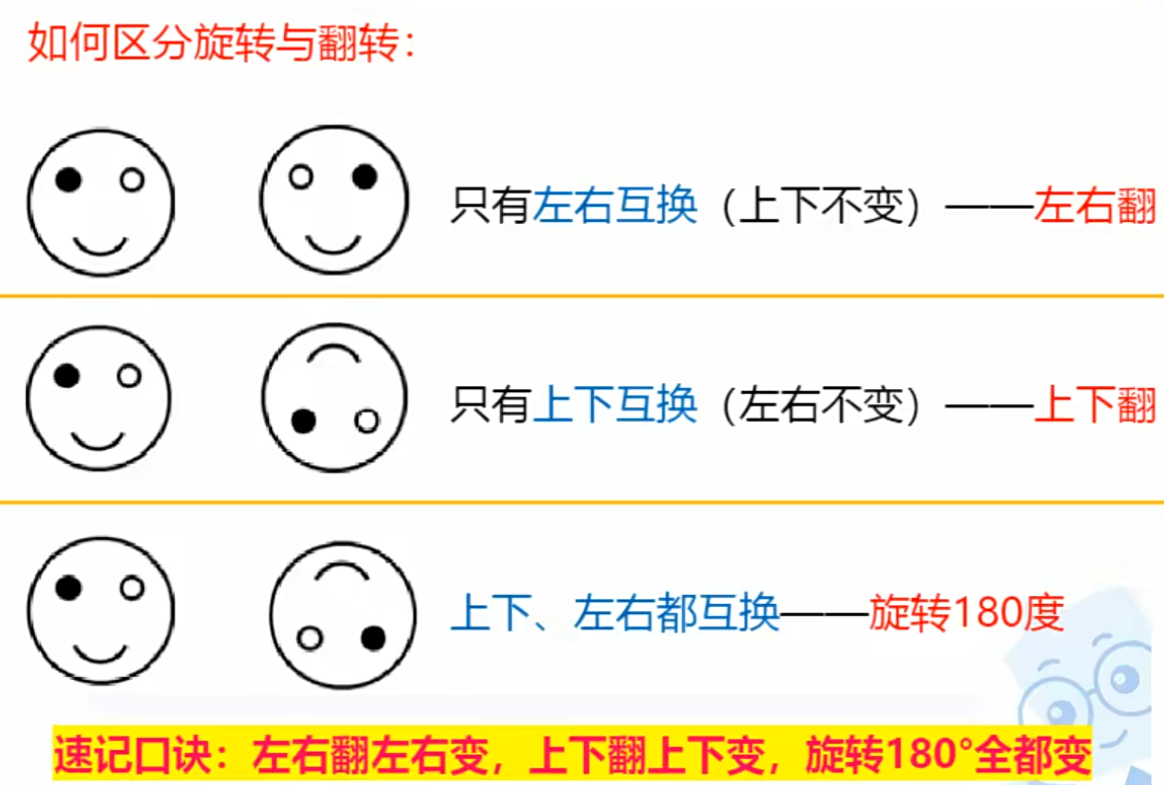 如何区分旋转与翻转：
只有左右互换（上下不变）——左右翻
只有上下互换（左右不变）——上下翻
上下、左右都互换——旋转180度
速记口诀：左右翻左右变，上下翻上下变，旋转180°全都变